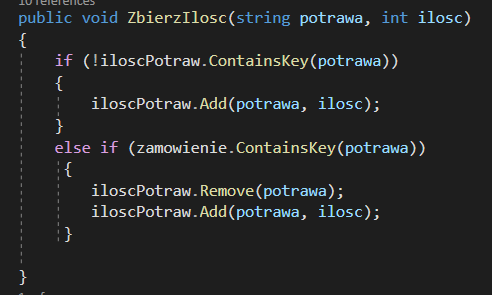 10 references
public void ZbierzIlosc(string potrawa, int ilosc)
{
if (!iloscPotraw.ContainsKey(potrawa))
{
iloscPotraw.Add(potrawa, ilosc);
}
else if (zamowienie.ContainsKey(potrawa))
{
iloscPotraw.Remove(potrawa);
iloscPotraw.Add(potrawa, ilosc);
}
}